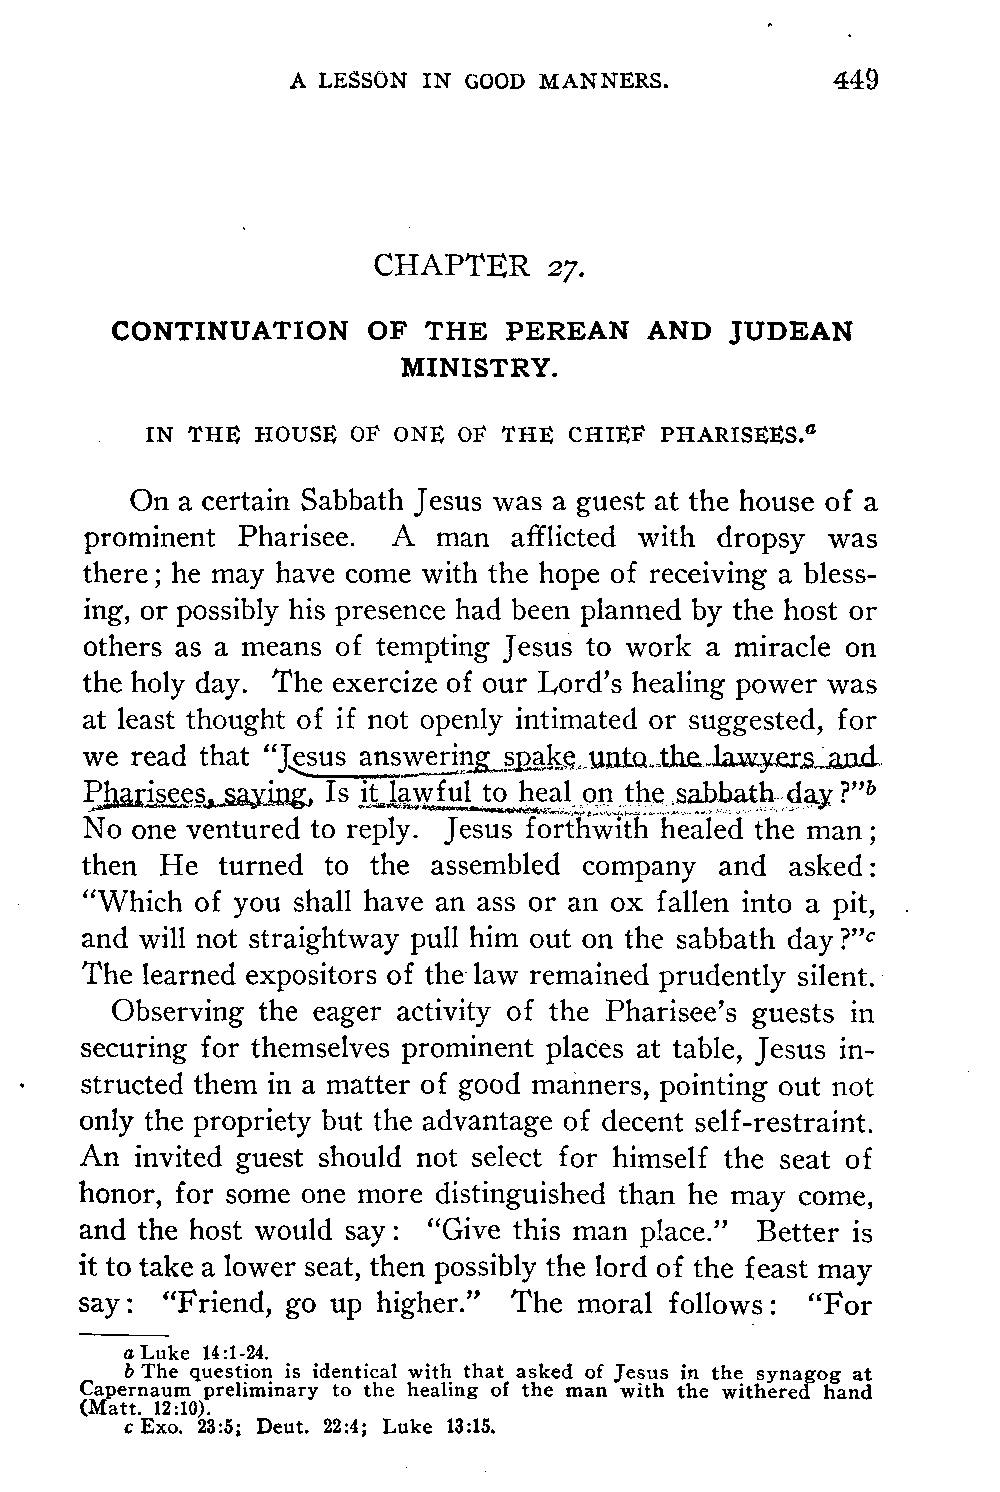 A LESSON IN GOOD MANNERS. 449
CHAPTER 27.
CONTINUATION OF THE PEREAN AND JUDEAN
MINISTRY.
IN THE HOUSE OF ONE OF THE CHIEF PHARISEES.a
On a certain Sabbath Jesus was a guest at the house of a
prominent Pharisee. A man afflicted with dropsy was
there; he may have come with the hope of receiving a bless-
ing, or possibly his presence had been planned by the host or
others as a means of tempting Jesus to work a miracle on
the holy day. The exercize of our Lord's healing power was
at least thought of if not openly intimated or suggested, for
we read that "Jesus answering spake unto the lawyers and
Pharisees, saying, Is it lawful to heal on the sabbath day?"b
No one ventured to reply. Jesus forthwith healed the man;
then He turned to the assembled company and asked:
"Which of you shall have an ass or an ox fallen into a pit,
and will not straightway pull him out on the sabbath day?"c
The learned expositors of the law remained prudently silent.
Observing the eager activity of the Pharisee's guests in
securing for themselves prominent places at table, Jesus in-
structed them in a matter of good manners, pointing out not
only the propriety but the advantage of decent self-restraint.
An invited guest should not select for himself the seat of
honor, for some one more distinguished than he may come,
and the host would say: "Give this man place." Better is
it to take a lower seat, then possibly the lord of the feast may
say: "Friend, go up higher." The moral follows: "For
a Luke 14:1-24.
b The question is identical with that asked of Jesus in the synagog at
Capernaum preliminary to the healing of the man with the withered hand
(Matt. 12:10).
c Exo. 23:5; Deut. 22:4; Luke 13:15.